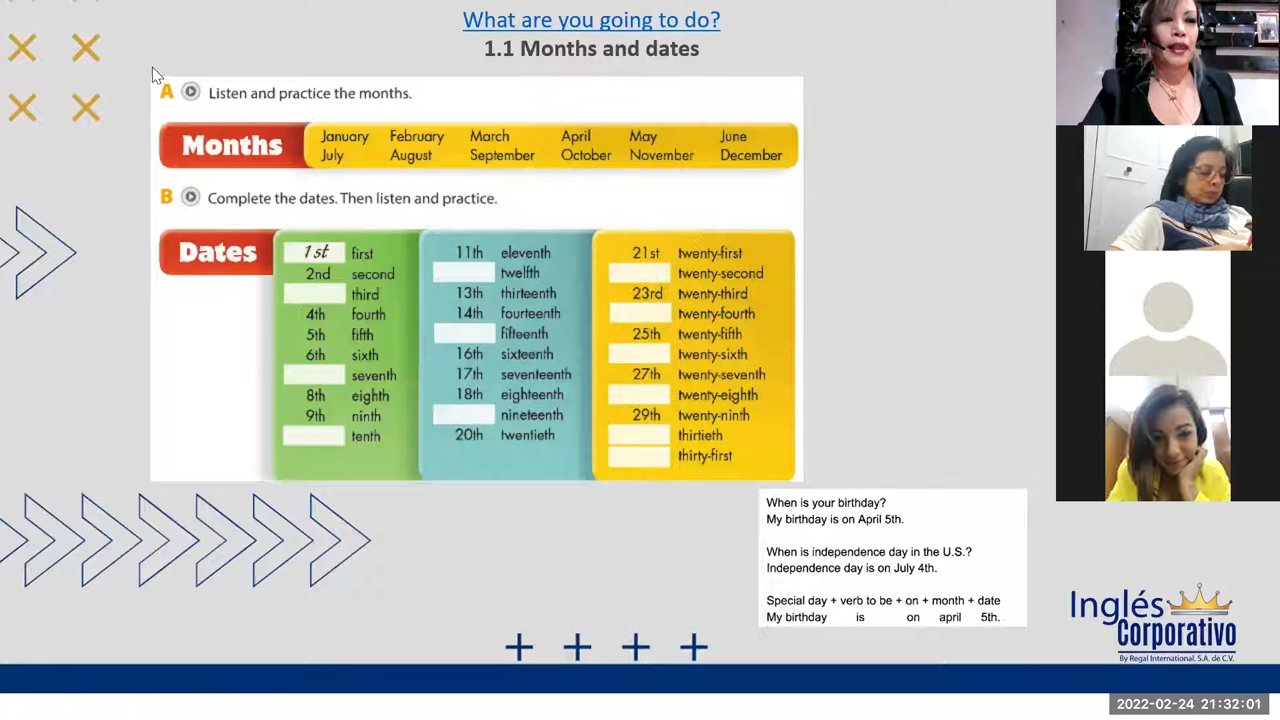 What are you going to do?
1.1 Months and dates
A Listen and practice the months.
Months
January February March April May June
July August September October November December
B Complete the dates. Then listen and practice.
Dates
1st first
2nd second
third
4th fourth
5th fifth
6th sixth
seventh
8th eighth
9th ninth
tenth
11th eleventh
twelfth
13th thirteenth
14th fourteenth
fifteenth
16th sixteenth
17th seventeenth
18th eighteenth
nineteenth
20th twentieth
21st twenty-first
twenty-second
23rd twenty-third
twenty-fourth
25th twenty-fifth
twenty-sixth
27th twenty-seventh
twenty-eighth
29th twenty-ninth
thirtieth
thirty-first
When is your birthday?
My birthday is on April 5th.
When is independence day in the U.S.?
Independence day is on July 4th.
Special day + verb to be + on + month + date
My birthday is on april 5th.
Inglés
Corporativo
By Regal International, S.A. de C.V.
2022-02-24 21:32:01